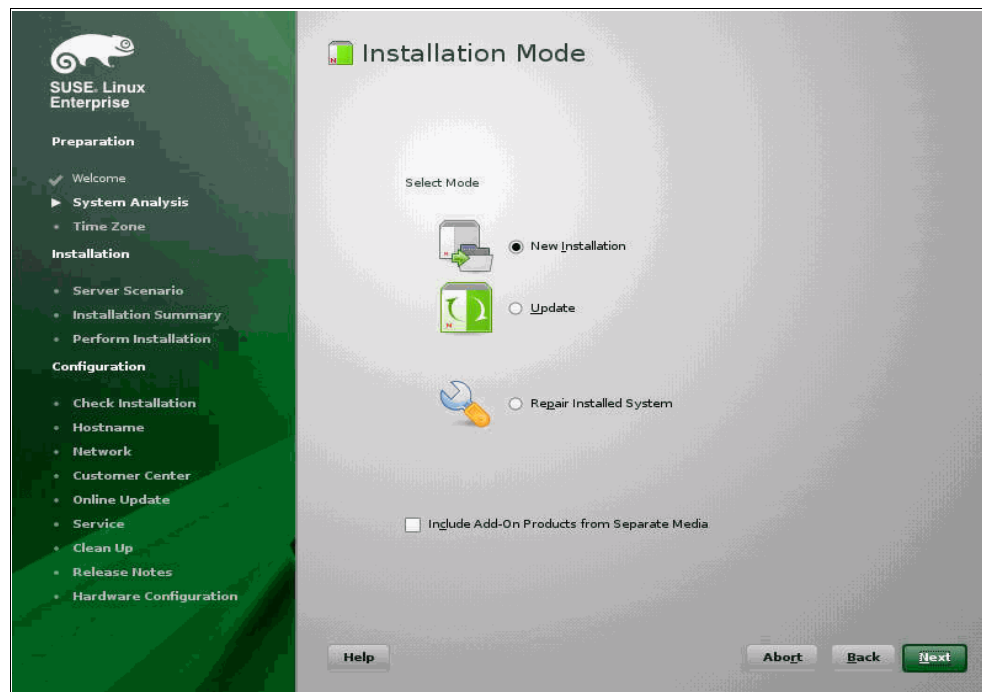 SUSE. Linux
Enterprise
Preparation
Welcome
System Analysis
Time Zone
Installation
Server Scenario
Installation Summary
Perform Installation
Configuration
Check Installation
Hostname
Network
Customer Center
Online Update
Service
Clean Up
Release Notes
Hardware Configuration
Installation Mode
Select Mode
New Installation
Update
Repair Installed System
Include Add-On Products from Separate Media
Help
Abort
Back
Next